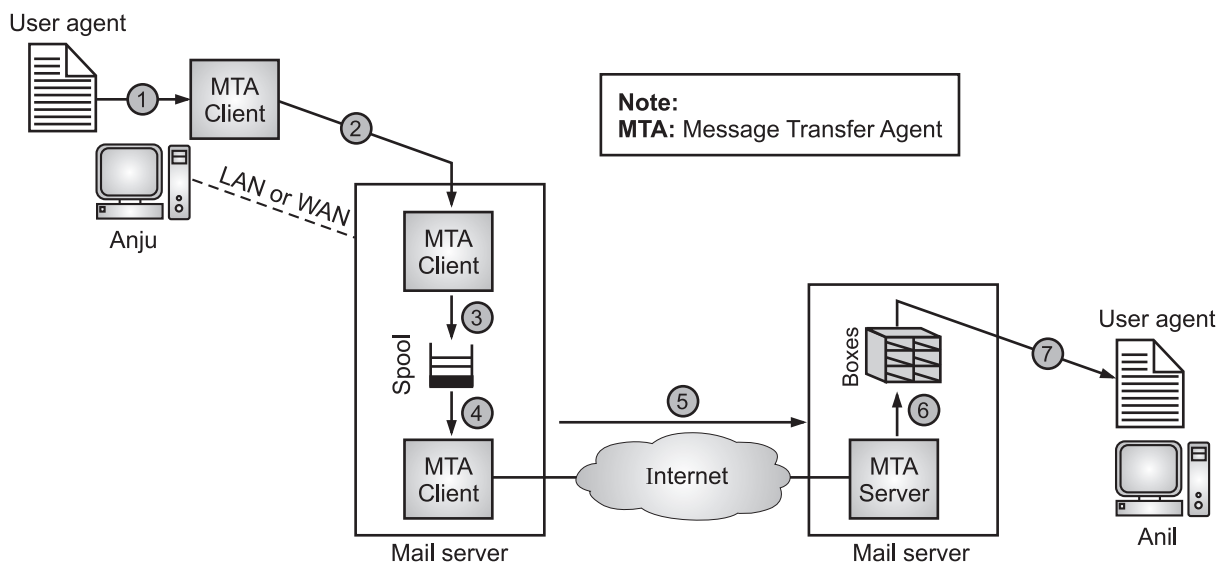 User agent
1
MTA
Client
2
Note:
MTA: Message Transfer Agent
LAN or WAN
Anju
MTA
Client
3
Spool
4
MTA
Client
Mail server
5
Internet
Boxes
6
MTA
Server
Mail server
7
User agent
Anil